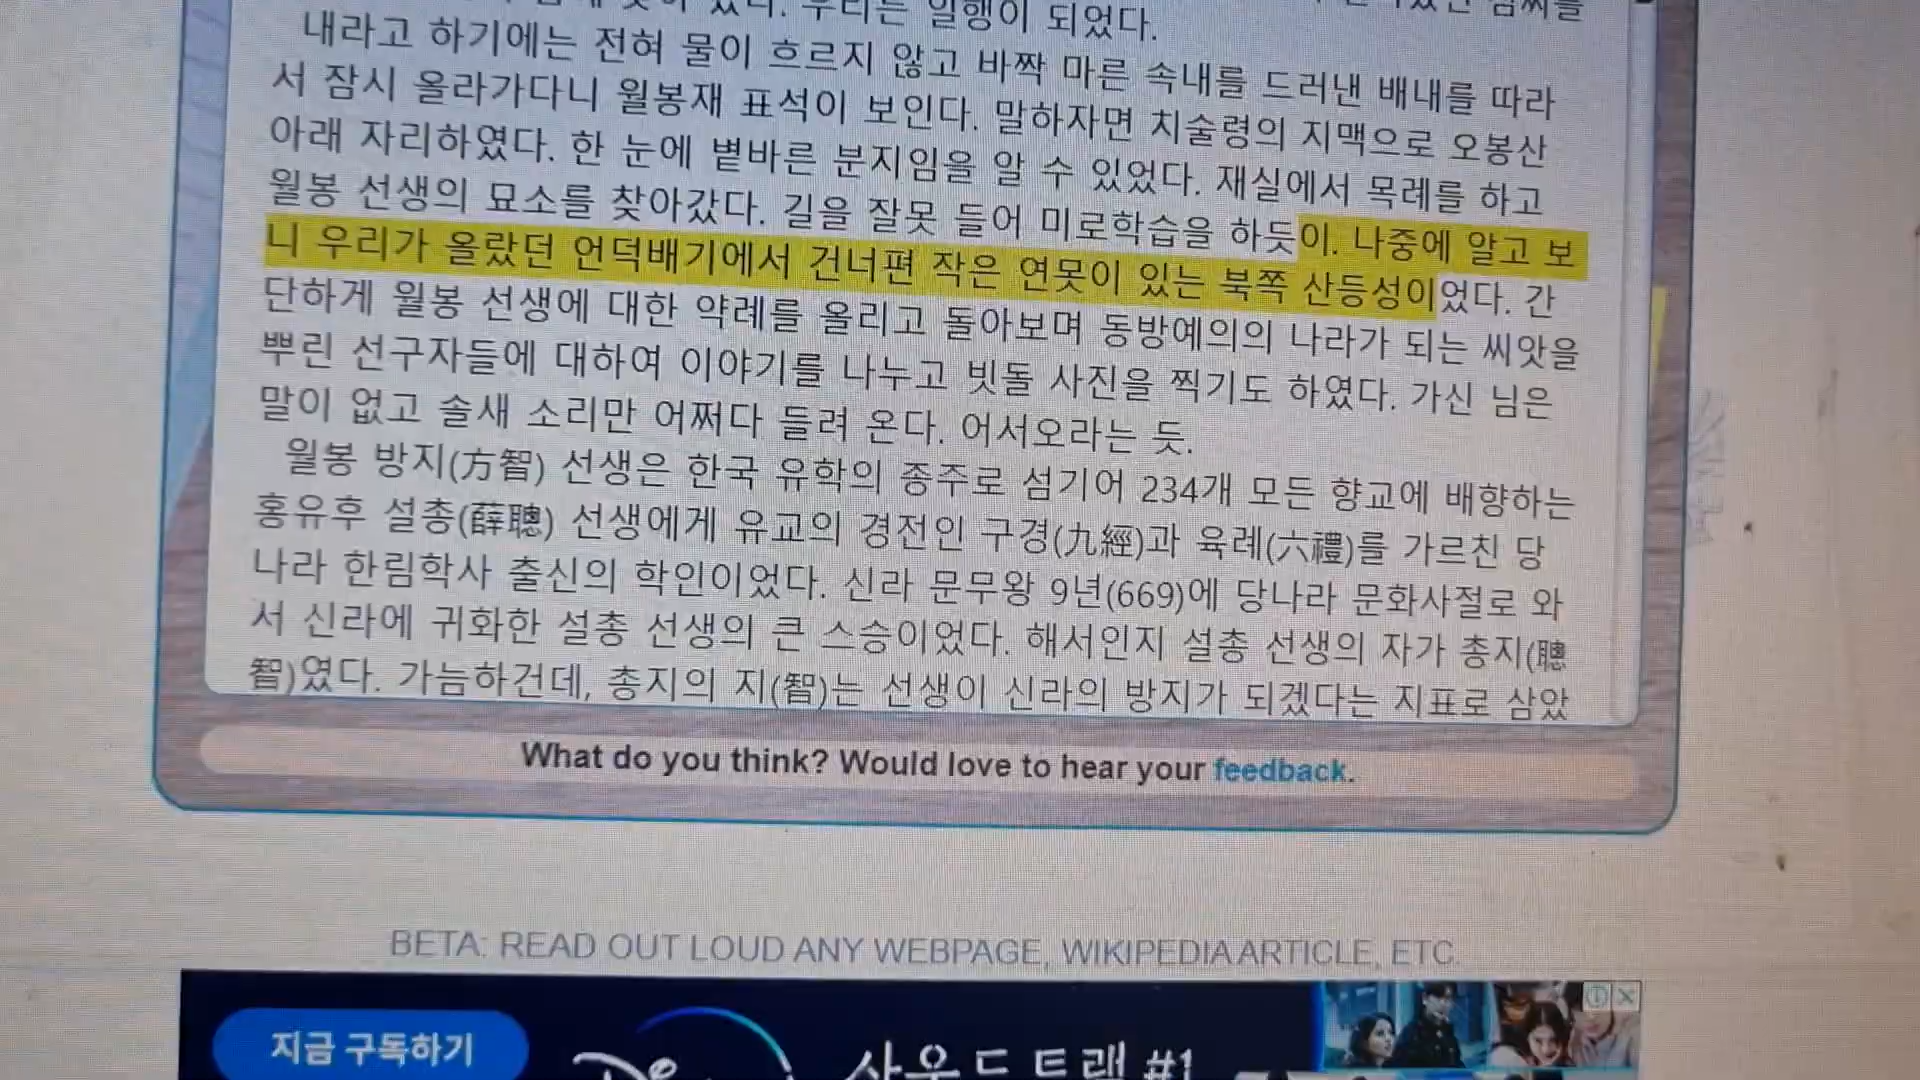 우리는 일행이 되었다.
내라고 하기에는 전혀 물이 흐르지 않고 바짝 마른 속내를 드러낸 배내를 따라
서 잠시 올라가다니 월봉재 표석이 보인다. 말하자면 치술령의 지맥으로 오봉산
아래 자리하였다. 한 눈에 볕바른 분지임을 알 수 있었다. 재실에서 목례를 하고
월봉 선생의 묘소를 찾아갔다. 길을 잘못 들어 미로학습을 하듯이. 나중에 알고 보
니 우리가 올랐던 언덕배기에서 건너편 작은 연못이 있는 북쪽 산등성이었다. 간
단하게 월봉 선생에 대한 약례를 올리고 돌아보며 동방예의의 나라가 되는 씨앗을
뿌린 선구자들에 대하여 이야기를 나누고 빗돌 사진을 찍기도 하였다. 가신 님은
말이 없고 솔새 소리만 어쩌다 들려 온다. 어서오라는 듯.
월봉 방지(方智) 선생은 한국 유학의 종주로 섬기어 234개 모든 향교에 배향하는
홍유후 설총(薛聰) 선생에게 유교의 경전인 구경(九經)과 육례(六禮)를 가르친 당
나라 한림학사 출신의 학인이었다. 신라 문무왕 9년(669)에 당나라 문화사절로 와
서 신라에 귀화한 설총 선생의 큰 스승이었다. 해서인지 설총 선생의 자가 총지(聰
智)였다. 가늠하건데, 총지의 지(智)는 선생이 신라의 방지가 되겠다는 지표로 삼았
What do you think? Would love to hear your feedback.
BETA: READ OUT LOUD ANY WEBPAGE, WIKIPEDIA ARTICLE, ETC.
지금 구독하기
사운드트랙 #1